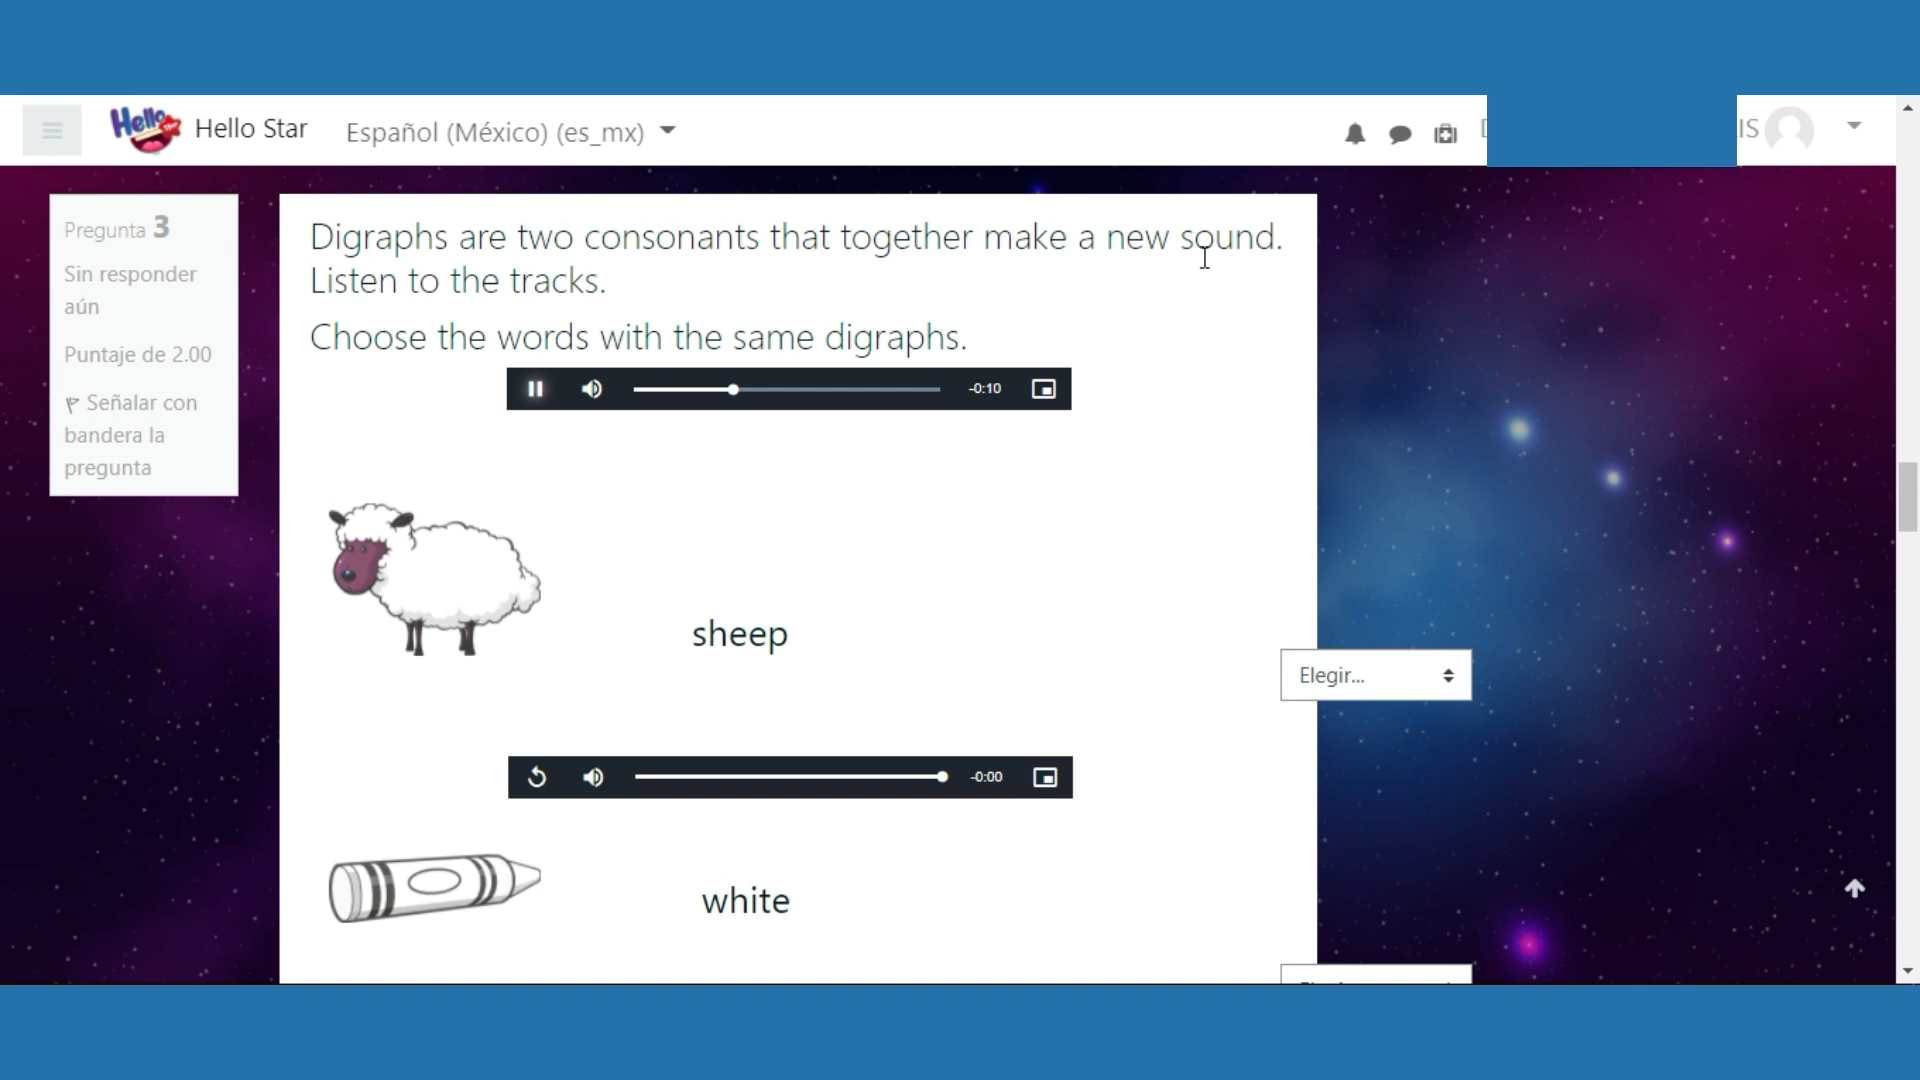 Hello
Hello Star
Español (México) (es_mx)
IS
Pregunta 3
Sin responder
aún
Puntaje de 2.00
Señalar con
bandera la
pregunta
Digraphs are two consonants that together make a new sound.
Listen to the tracks.
Choose the words with the same digraphs.
-0:10
sheep
Elegir...
-0:00
white